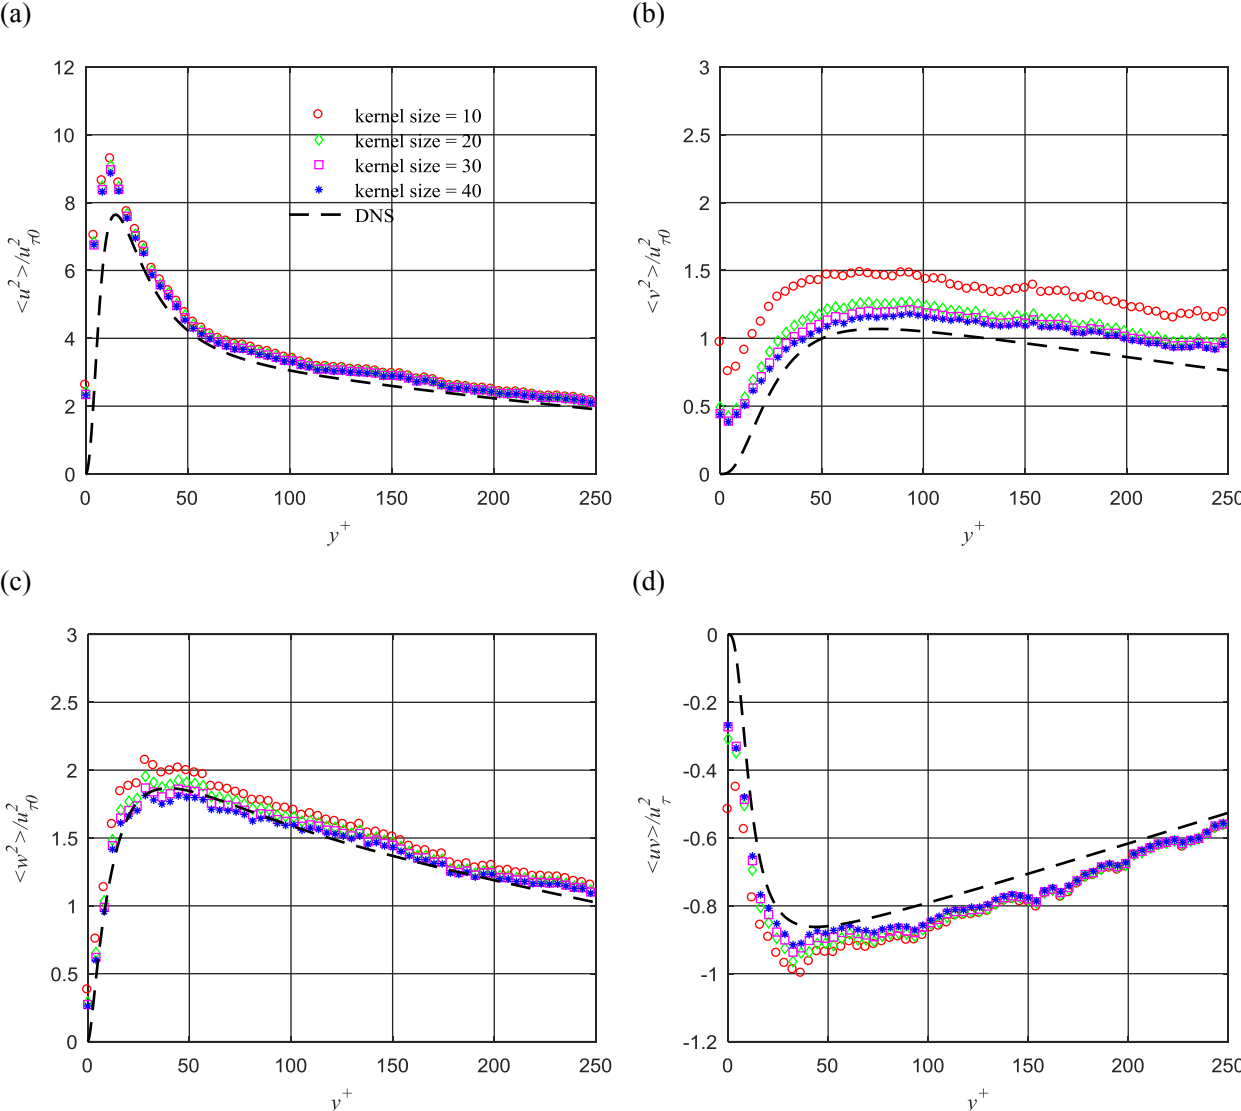 (a)
12
10
8
6
4
2
0
0 50 100 150 200 250
<u²>/u²τ0
y⁺
kernel size = 10
kernel size = 20
kernel size = 30
kernel size = 40
DNS
(b)
3
2.5
2
1.5
1
0.5
0
0 50 100 150 200 250
<v²>/u²τ0
y⁺
(c)
3
2.5
2
1.5
1
0.5
0
0 50 100 150 200 250
<w²>/u²τ0
y⁺
(d)
0
-0.2
-0.4
-0.6
-0.8
-1
-1.2
0 50 100 150 200 250
<uv>/u²τ
y⁺